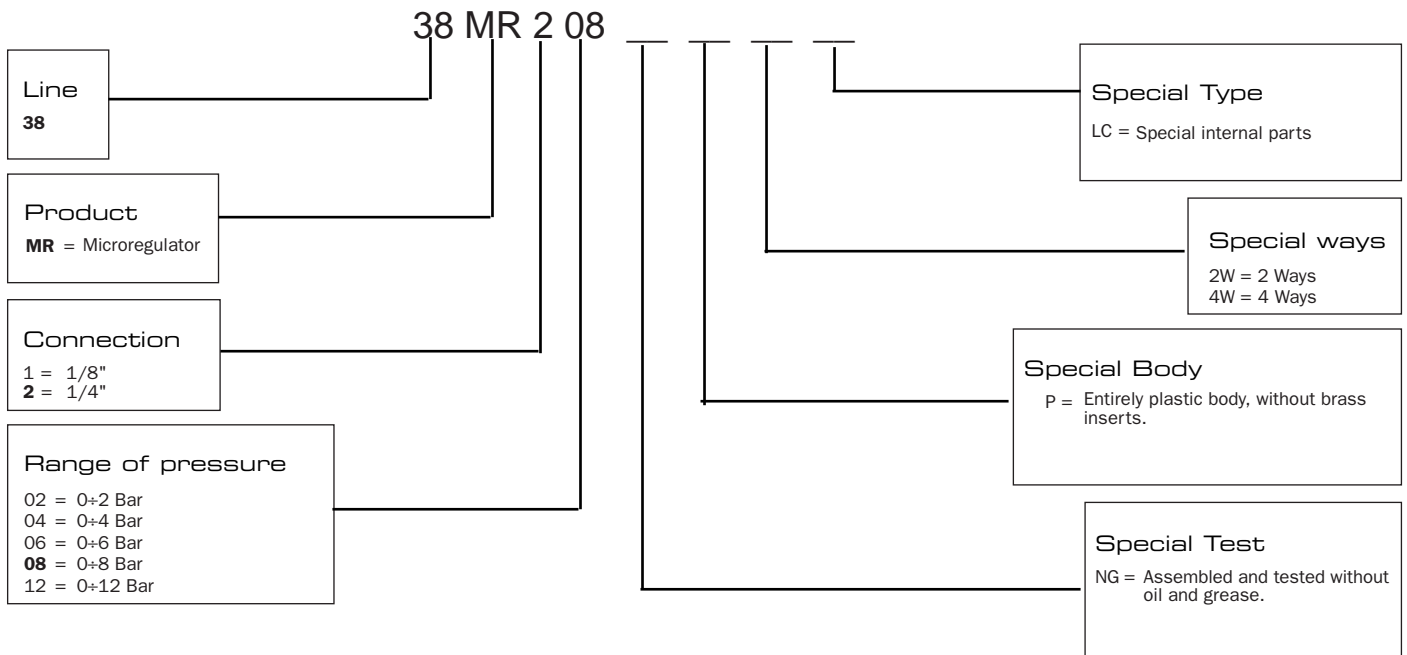 38 MR 2 08 __ __ __ __
Line
38
Product
MR = Microregulator
Connection
1 = 1/8"
2 = 1/4"
Range of pressure
02 = 0÷2 Bar
04 = 0÷4 Bar
06 = 0÷6 Bar
08 = 0÷8 Bar
12 = 0÷12 Bar
Special Type
LC = Special internal parts
Special ways
2W = 2 Ways
4W = 4 Ways
Special Body
P = Entirely plastic body, without brass
inserts.
Special Test
NG = Assembled and tested without
oil and grease.